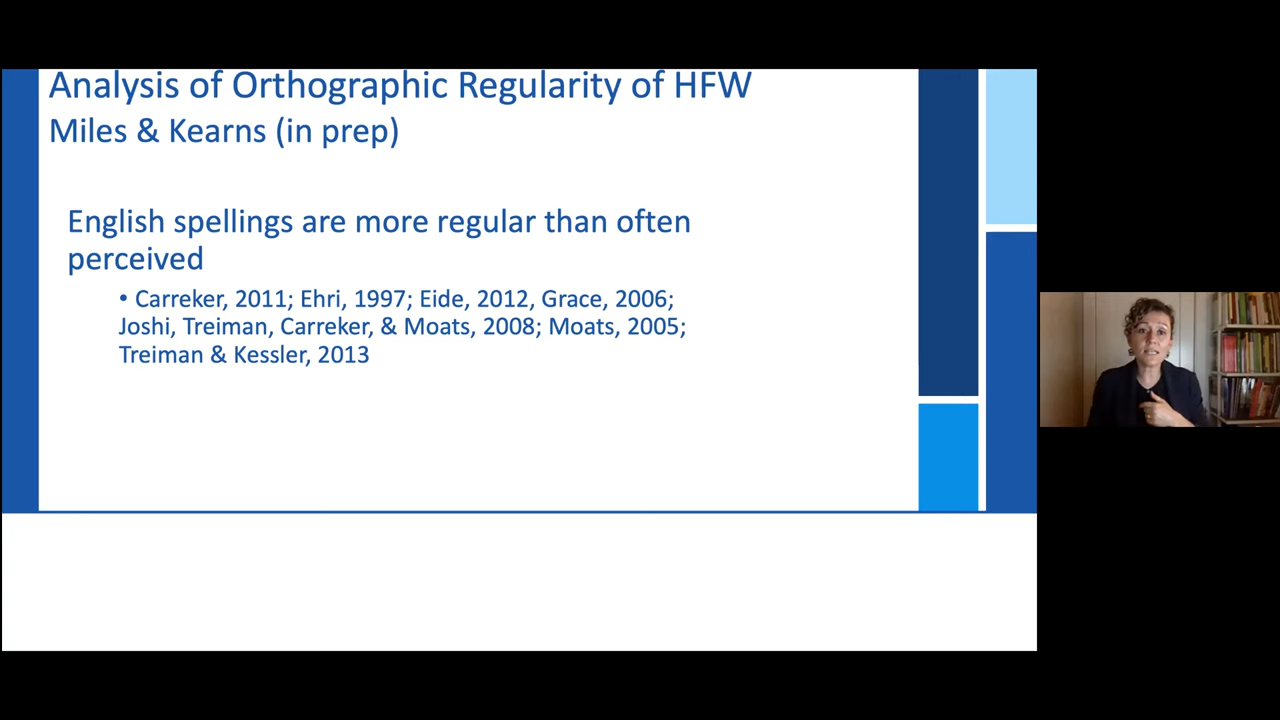 Analysis of Orthographic Regularity of HFW
Miles & Kearns (in prep)
English spellings are more regular than often
perceived
• Carreker, 2011; Ehri, 1997; Eide, 2012, Grace, 2006;
Joshi, Treiman, Carreker, & Moats, 2008; Moats, 2005;
Treiman & Kessler, 2013